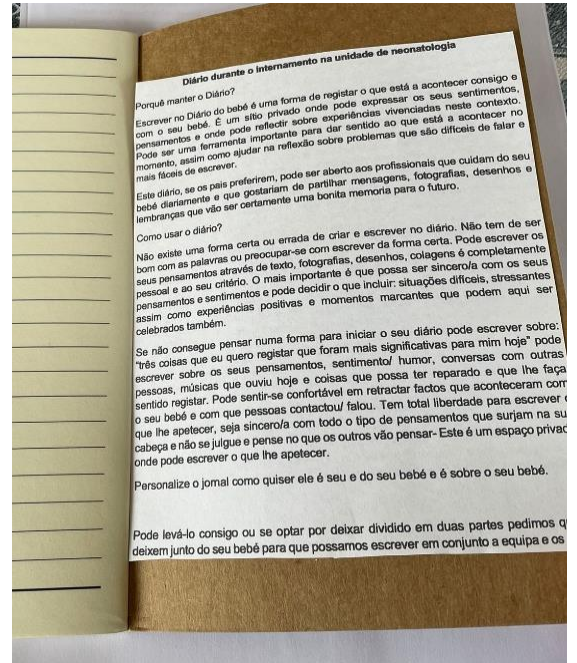 Diário durante o internamento na unidade de neonatologia
Porquê manter o Diário?
Escrever no Diário do bebé é uma forma de registar o que está a acontecer consigo e
com o seu bebé. É um sítio privado onde pode expressar os seus sentimentos,
pensamentos e onde pode reflectir sobre experiências vivenciadas neste contexto.
Pode ser uma ferramenta importante para dar sentido ao que está a acontecer no
momento, assim como ajudar na reflexão sobre problemas que são difíceis de falar e
mais fáceis de escrever.
Este diário, se os pais preferirem, pode ser aberto aos profissionais que cuidam do seu
bebé diariamente e que gostariam de partilhar mensagens, fotografias, desenhos e
lembranças que vão ser certamente uma bonita memoria para o futuro.
Como usar o diário?
Não existe uma forma certa ou errada de criar e escrever no diário. Não tem de ser
bom com as palavras ou preocupar-se com escrever da forma certa. Pode escrever os
seus pensamentos através de texto, fotografias, desenhos, colagens é completamente
pessoal e ao seu critério. O mais importante é que possa ser sincero/a com os seus
pensamentos e sentimentos e pode decidir o que incluir: situações difíceis, stressantes
assim como experiências positivas e momentos marcantes que podem aqui ser
celebrados também.
Se não consegue pensar numa forma para iniciar o seu diário pode escrever sobre:
"três coisas que eu quero registar que foram mais significativas para mim hoje" pode
escrever sobre os seus pensamentos, sentimento/ humor, conversas com outras
pessoas, músicas que ouviu hoje e coisas que possa ter reparado e que lhe faça
sentido registar. Pode sentir-se confortável em retractar factos que aconteceram com
o seu bebé e com que pessoas contactou/ falou. Tem total liberdade para escrever
que lhe apetecer, seja sincero/a com todo o tipo de pensamentos que surjam na su
cabeça e não se julgue e pense no que os outros vão pensar- Este é um espaço privad
onde pode escrever o que lhe apetecer.
Personalize o jornal como quiser ele é seu e do seu bebé e é sobre o seu bebé.
Pode levá-lo consigo ou se optar por deixar dividido em duas partes pedimos q
deixem junto do seu bebé para que possamos escrever em conjunto a equipa e os